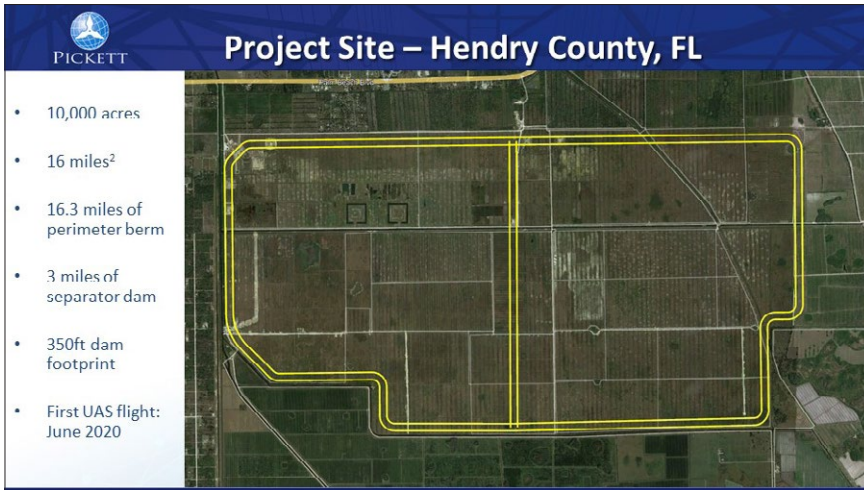 PICKETT
Project Site – Hendry County, FL
• 10,000 acres
• 16 miles²
• 16.3 miles of
perimeter berm
• 3 miles of
separator dam
• 350ft dam
footprint
• First UAS flight:
June 2020